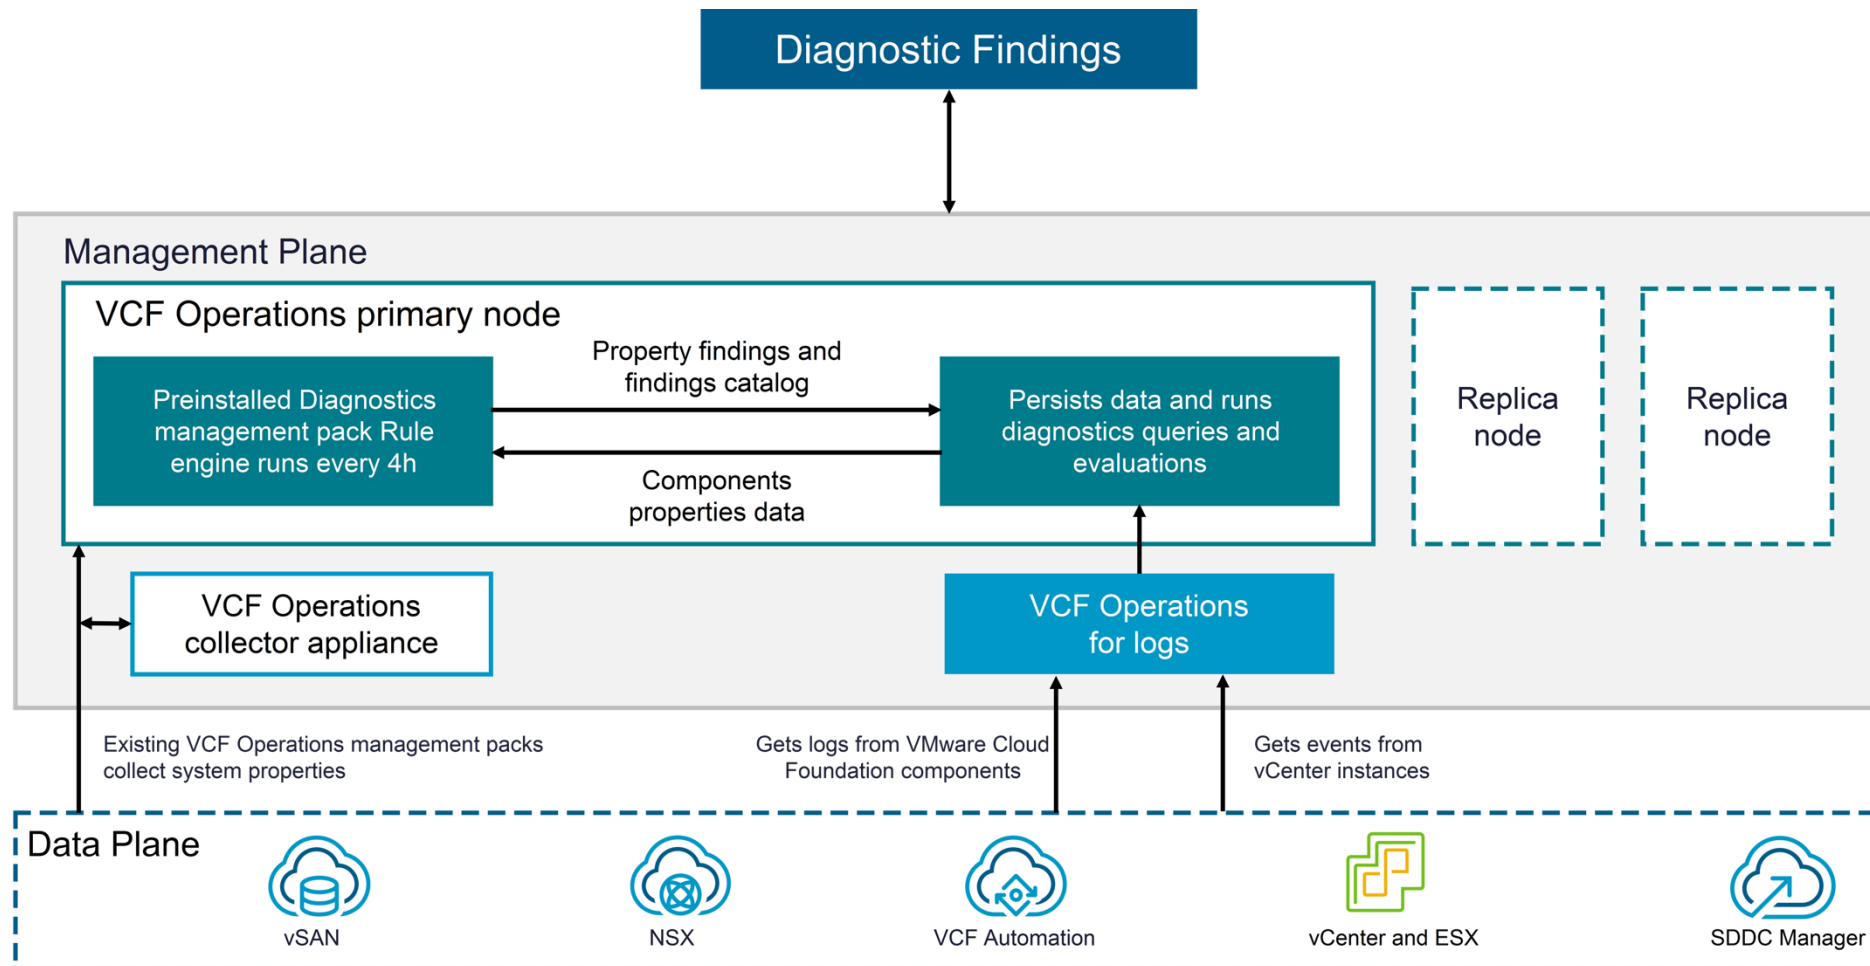 Diagnostic Findings
Management Plane
VCF Operations primary node
Preinstalled Diagnostics
management pack Rule
engine runs every 4h
Property findings and
findings catalog
Components
properties data
Persists data and runs
diagnostics queries and
evaluations
Replica
node
Replica
node
VCF Operations
collector appliance
VCF Operations
for logs
Existing VCF Operations management packs
collect system properties
Gets logs from VMware Cloud
Foundation components
Gets events from
vCenter instances
Data Plane
vSAN
NSX
VCF Automation
vCenter and ESX
SDDC Manager